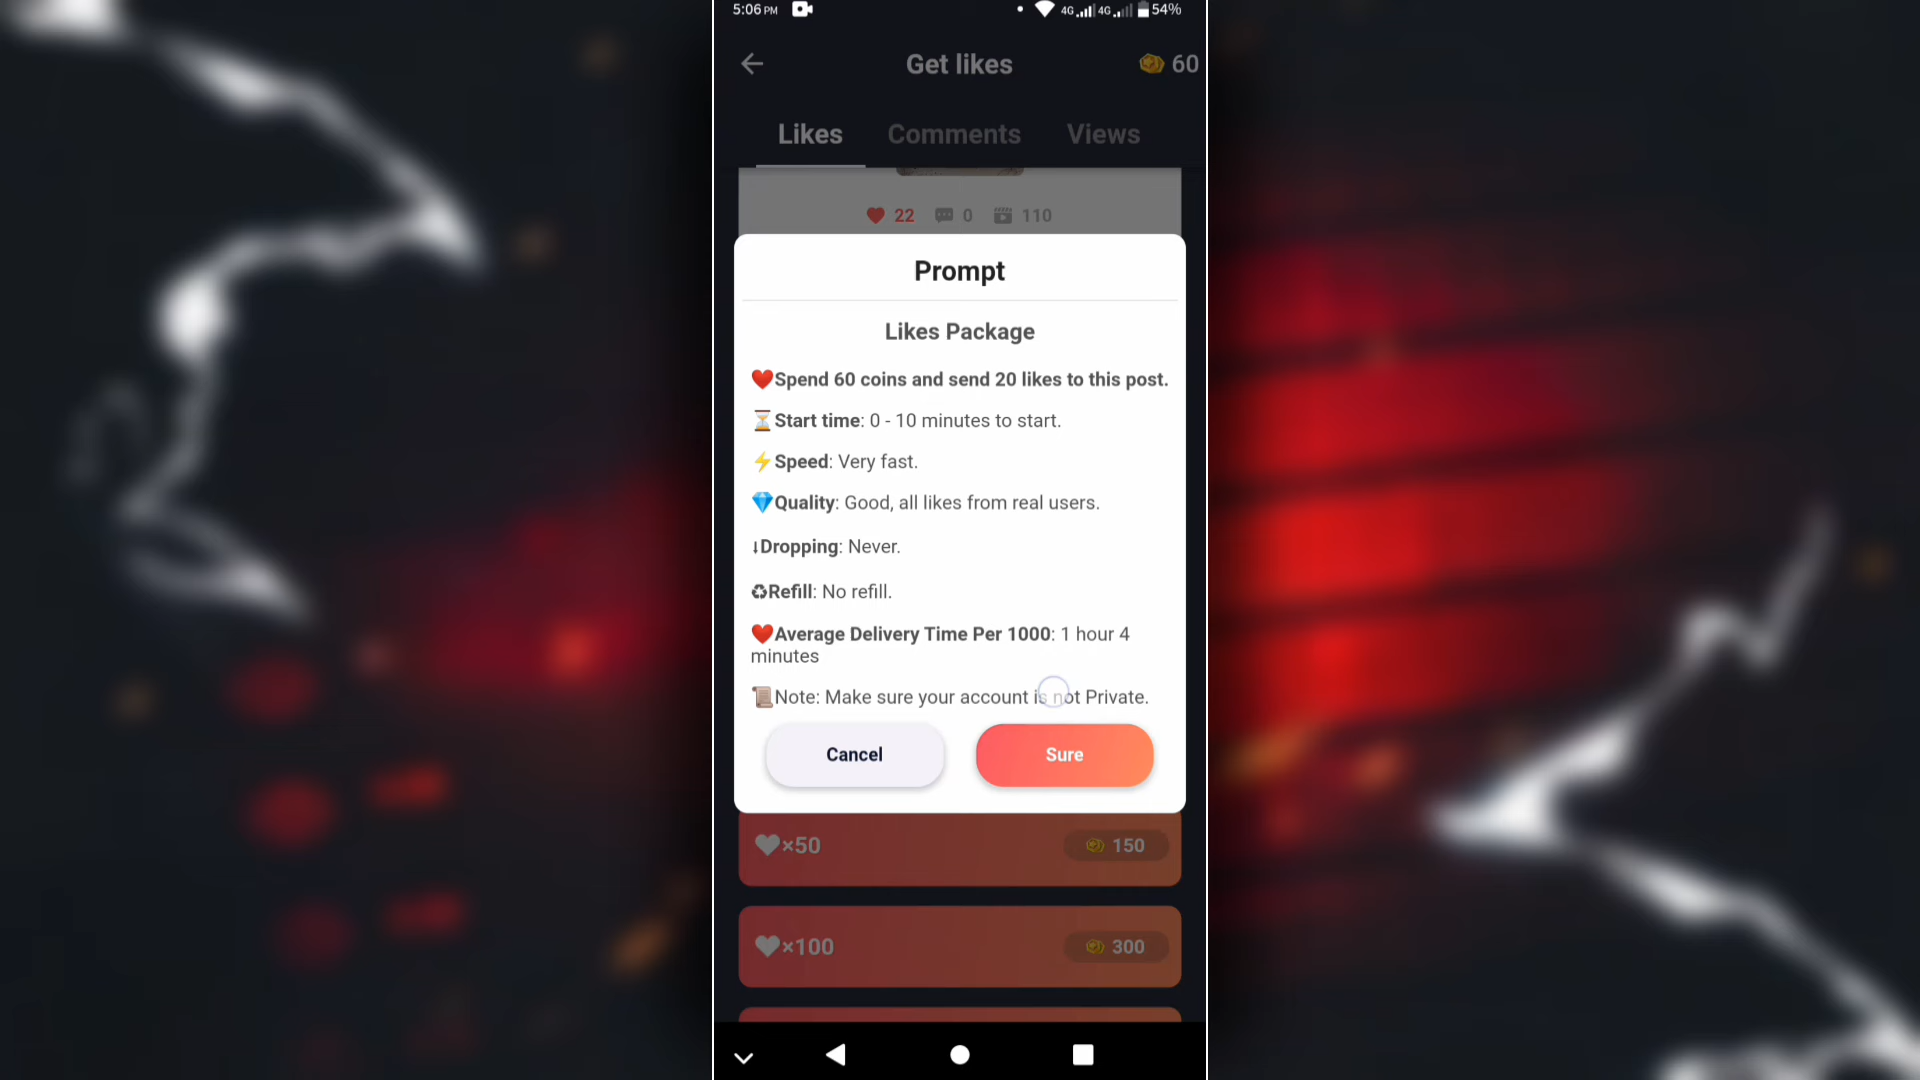 5:06 PM 4G 4G 54%
Get likes 60
Likes Comments Views
22 0 110
Prompt
Likes Package
❤️Spend 60 coins and send 20 likes to this post.
⏳Start time: 0 - 10 minutes to start.
⚡Speed: Very fast.
💎Quality: Good, all likes from real users.
↓Dropping: Never.
♻Refill: No refill.
❤️Average Delivery Time Per 1000: 1 hour 4
minutes
📜Note: Make sure your account is not Private.
Cancel Sure
×50 150
×100 300